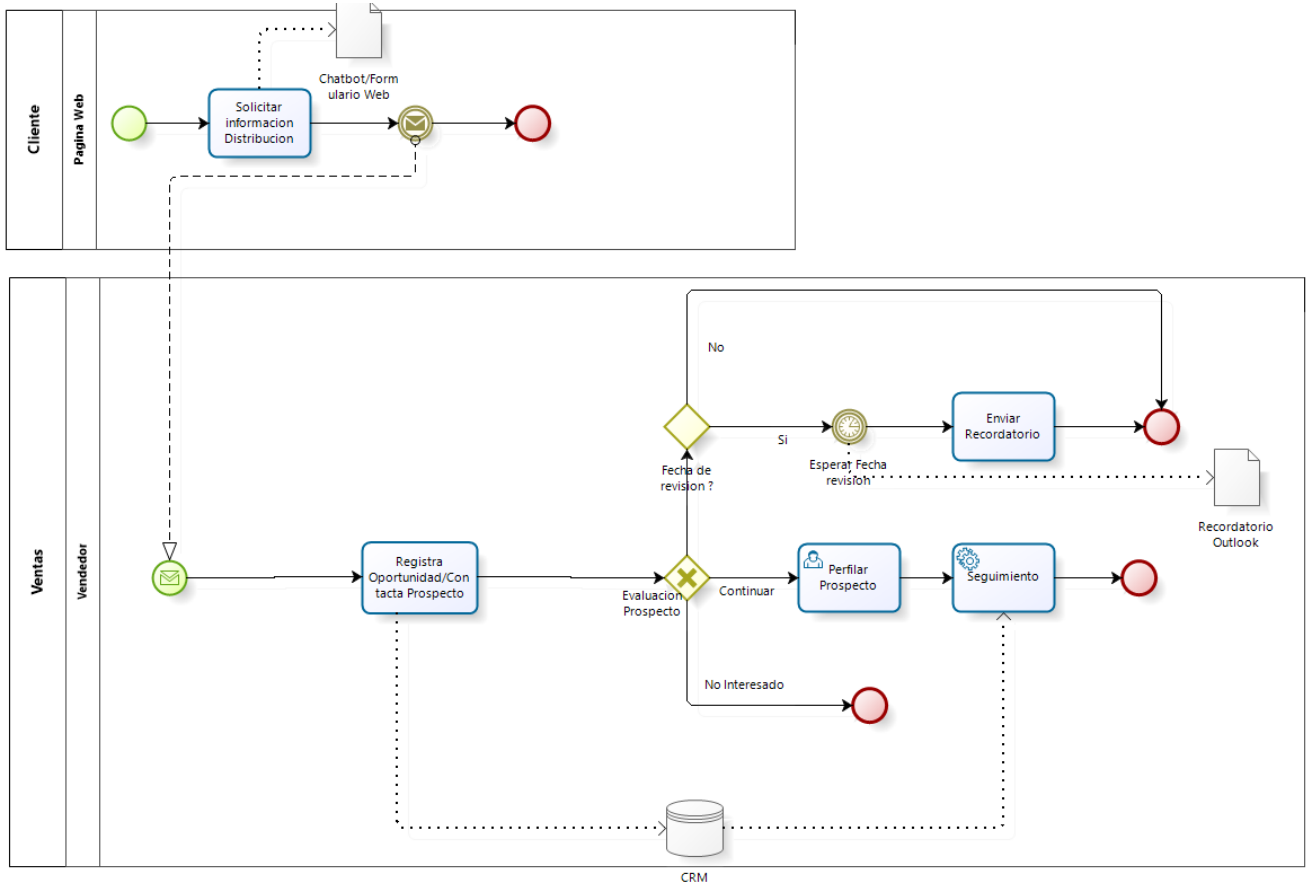 Cliente
Pagina Web
Chatbot/Form
ulario Web
Solicitar
informacion
Distribucion
Ventas
Vendedor
No
Fecha de
revision ?
Si
Esperar Fecha
revision
Enviar
Recordatorio
Recordatorio
Outlook
Registra
Oportunidad/Con
tacta Prospecto
Evaluacion
Prospecto
Continuar
Perfilar
Prospecto
Seguimiento
No Interesado
CRM